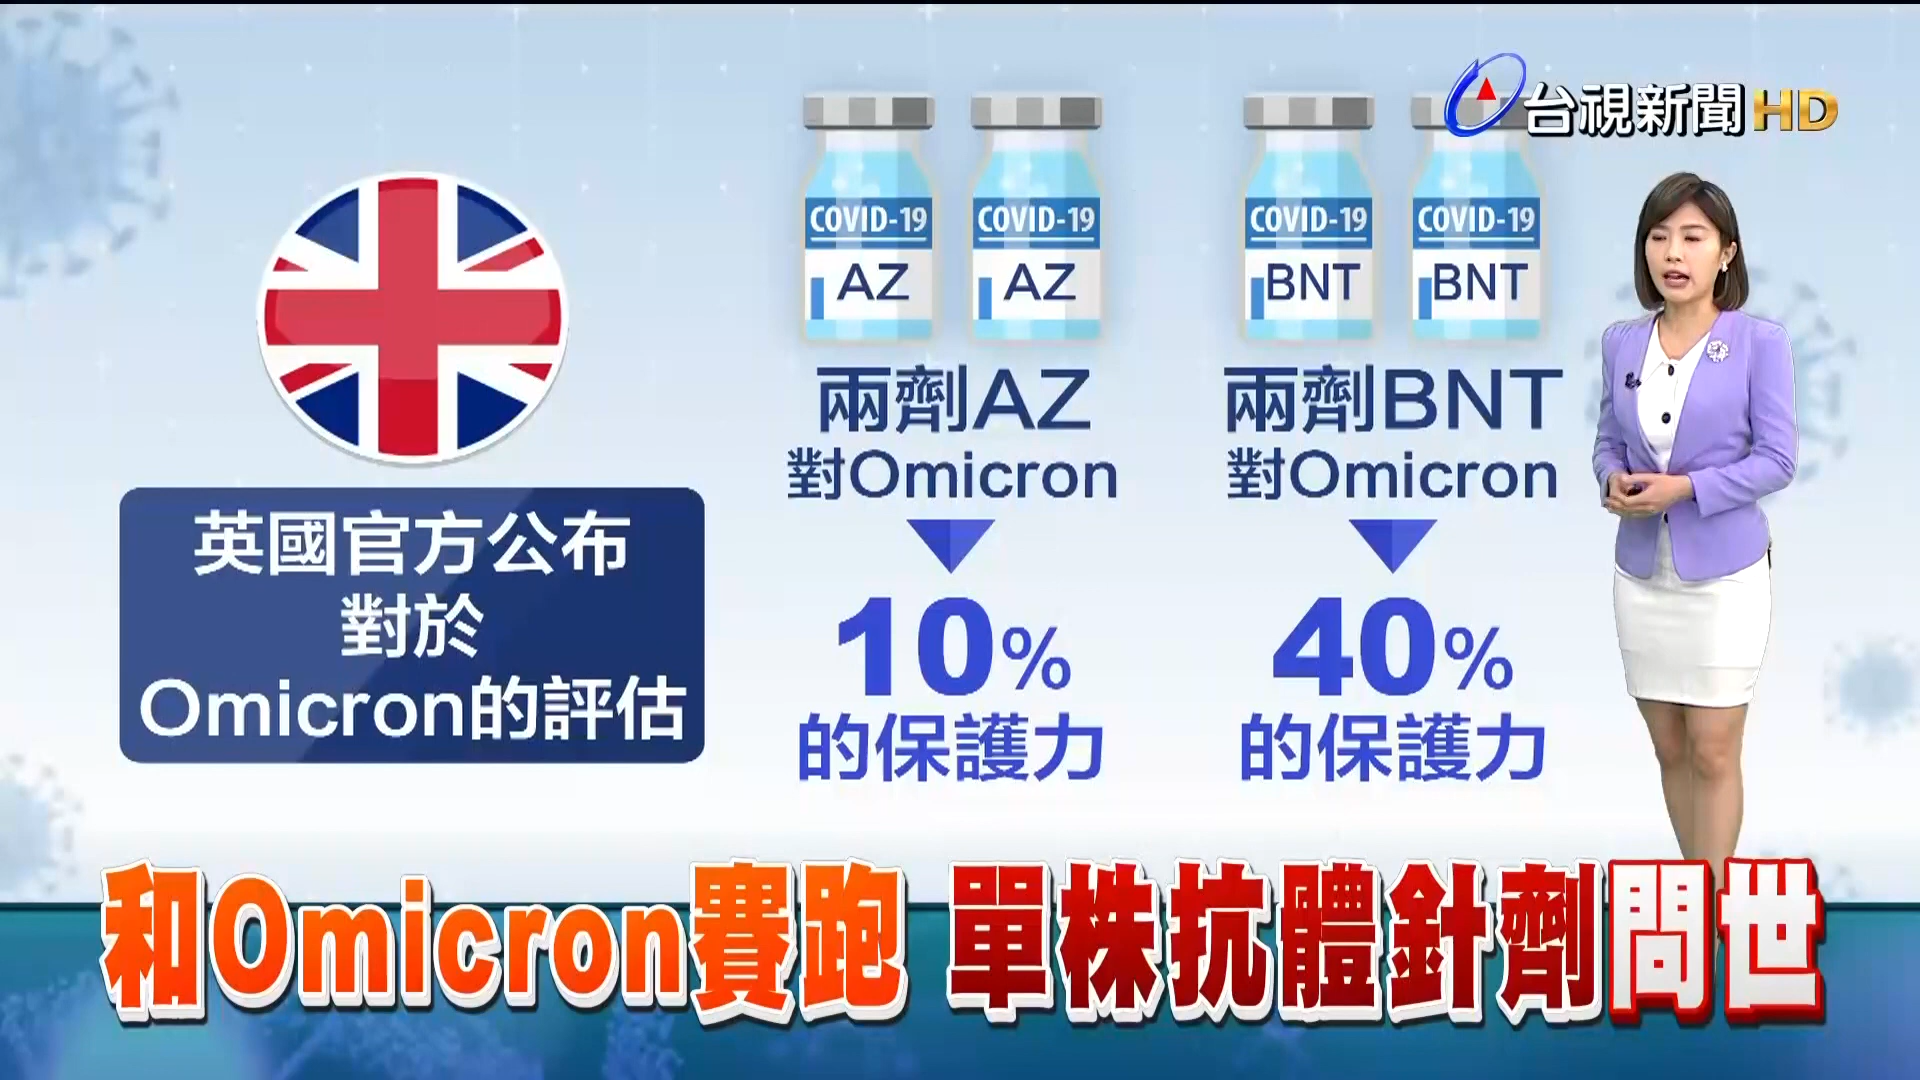 台視新聞HD
COVID-19
AZ
COVID-19
AZ
COVID-19
BNT
COVID-19
BNT
英國官方公布
對於
Omicron的評估
兩劑AZ
對Omicron
10%
的保護力
兩劑BNT
對Omicron
40%
的保護力
和Omicron賽跑 單株抗體針劑問世